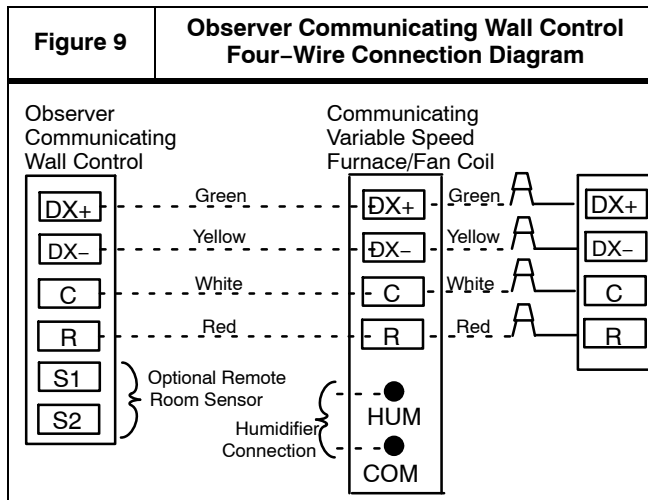 Figure 9
Observer Communicating Wall Control
Four–Wire Connection Diagram
Observer
Communicating
Wall Control
Communicating
Variable Speed
Furnace/Fan Coil
DX+
Green
DX+
Green
DX+
DX–
Yellow
DX–
Yellow
DX–
C
White
C
White
C
R
Red
R
Red
R
S1
S2
Optional Remote
Room Sensor
Humidifier
Connection
HUM
COM